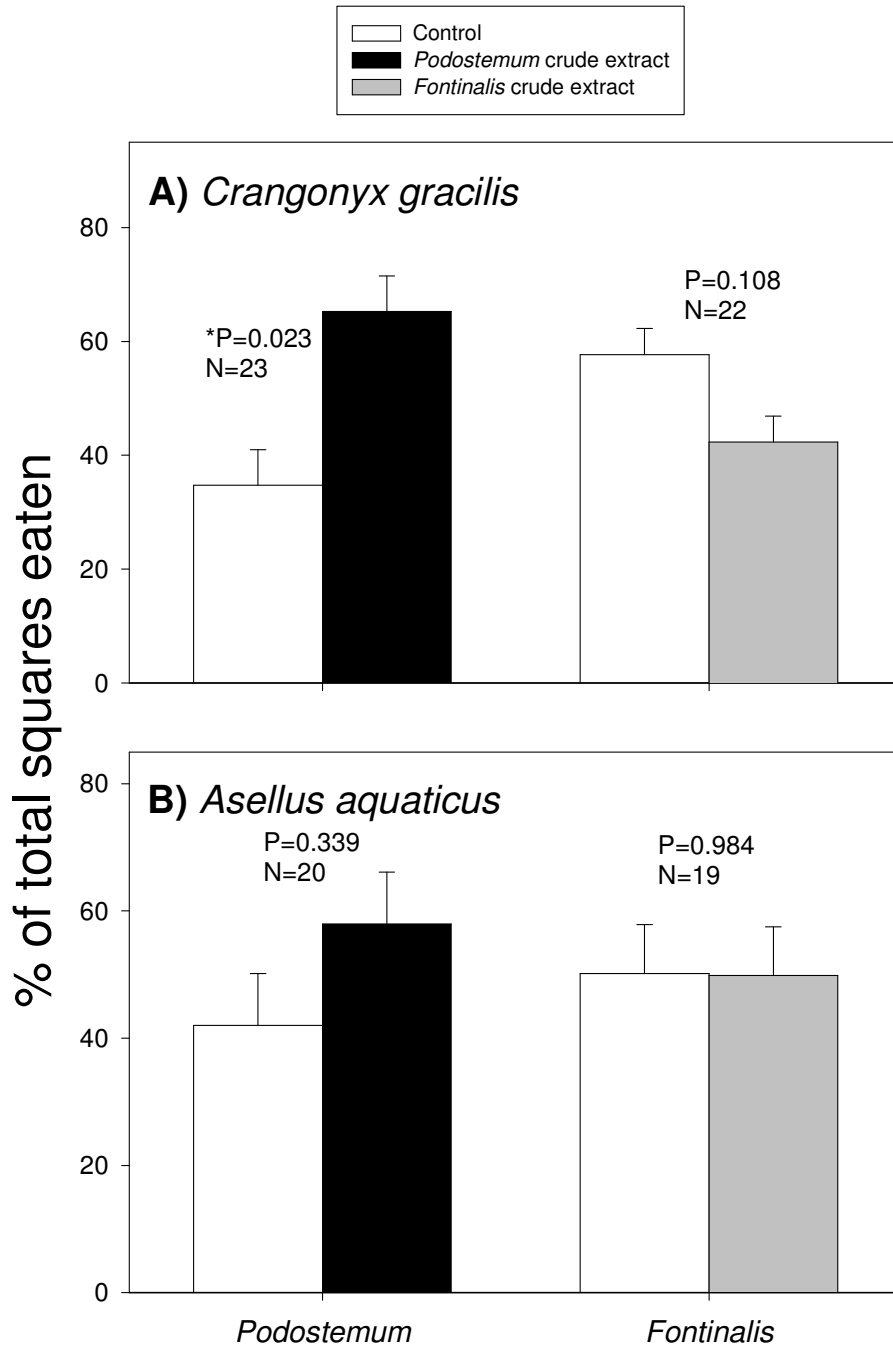 Control
Podostemum crude extract
Fontinalis crude extract
A) Crangonyx gracilis
80
60
40
20
0
*P=0.023
N=23
P=0.108
N=22
% of total squares eaten
B) Asellus aquaticus
80
60
40
20
0
P=0.339
N=20
P=0.984
N=19
Podostemum
Fontinalis